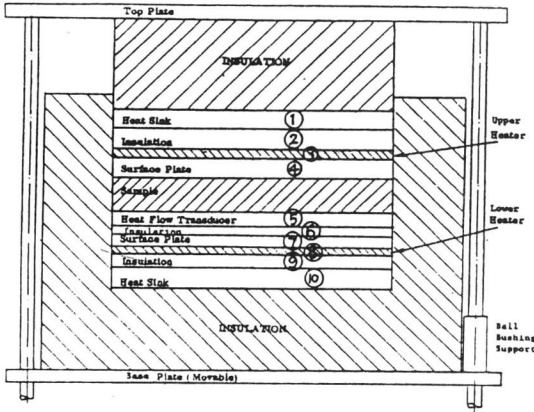 Top Plate
INSULATION
Heat Sink 1
Insulation 2
3
Upper
Heater
Surface Plate 4
Sample
Heat Flow Transducer 5
Insulation 6
Surface Plate 7
Lower
Heater
8
Insulation 9
Heat Sink 10
INSULATION
Ball
Bushing
Support
Base Plate (Movable)